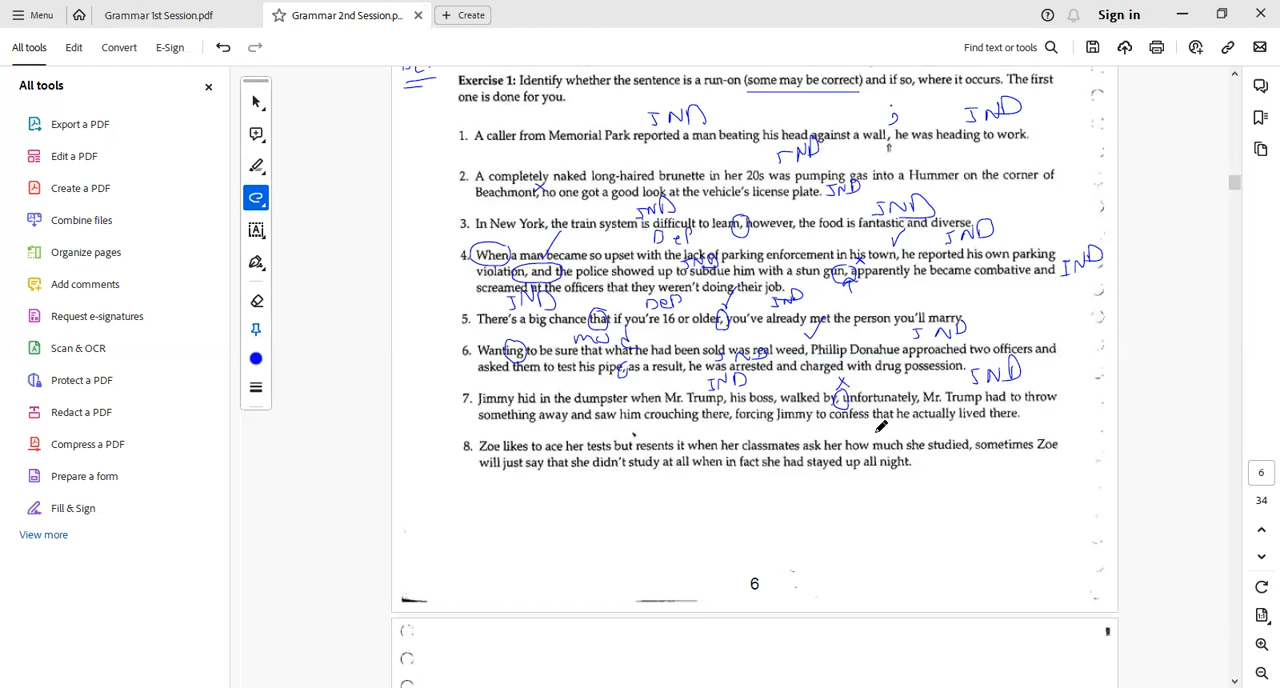 Menu
Grammar 1st Session.pdf
Grammar 2nd Session.p...
Create
Sign in
All tools
Edit
Convert
E-Sign
Find text or tools
All tools
Export a PDF
Edit a PDF
Create a PDF
Combine files
Organize pages
Add comments
Request e-signatures
Scan & OCR
Protect a PDF
Redact a PDF
Compress a PDF
Prepare a form
Fill & Sign
View more
Exercise 1: Identify whether the sentence is a run-on (some may be correct) and if so, where it occurs. The first
one is done for you.
IND ; IND
1. A caller from Memorial Park reported a man beating his head against a wall, he was heading to work.
IND
2. A completely naked long-haired brunette in her 20s was pumping gas into a Hummer on the corner of
Beachmont, no one got a good look at the vehicle's license plate. IND
IND IND
3. In New York, the train system is difficult to learn, however, the food is fantastic and diverse.
Dep IND
4. When a man became so upset with the lack of parking enforcement in his town, he reported his own parking
IND IND
violation, and the police showed up to subdue him with a stun gun, apparently he became combative and
screamed at the officers that they weren't doing their job.
IND Dep IND
5. There's a big chance that if you're 16 or older, you've already met the person you'll marry.
mod IND
6. Wanting to be sure that what he had been sold was real weed, Phillip Donahue approached two officers and
IND
asked them to test his pipe, as a result, he was arrested and charged with drug possession.
IND IND
7. Jimmy hid in the dumpster when Mr. Trump, his boss, walked by, unfortunately, Mr. Trump had to throw
something away and saw him crouching there, forcing Jimmy to confess that he actually lived there.
8. Zoe likes to ace her tests but resents it when her classmates ask her how much she studied, sometimes Zoe
will just say that she didn't study at all when in fact she had stayed up all night.
6
6
34